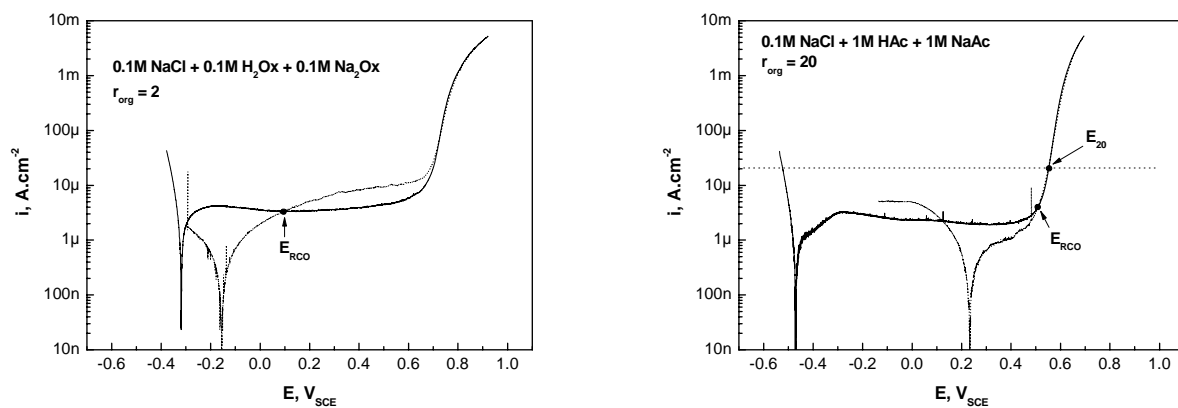 10m
1m
100µ
10µ
1µ
100n
10n
i, A.cm-2
0.1M NaCl + 0.1M H2Ox + 0.1M Na2Ox
rorg = 2
ERCO
-0.6 -0.4 -0.2 0.0 0.2 0.4 0.6 0.8 1.0
E, VSCE
10m
1m
100µ
10µ
1µ
100n
10n
i, A.cm-2
0.1M NaCl + 1M HAc + 1M NaAc
rorg = 20
E20
ERCO
-0.6 -0.4 -0.2 0.0 0.2 0.4 0.6 0.8 1.0
E, VSCE